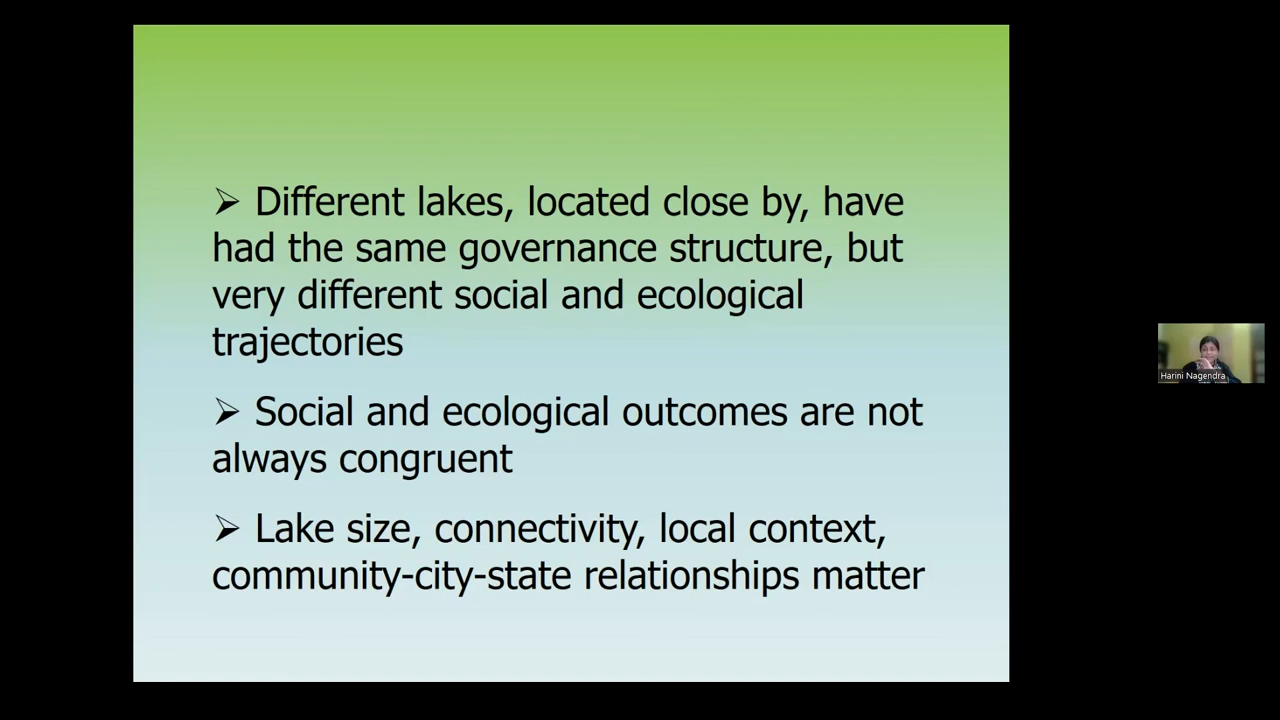 ➢ Different lakes, located close by, have
had the same governance structure, but
very different social and ecological
trajectories
➢ Social and ecological outcomes are not
always congruent
➢ Lake size, connectivity, local context,
community-city-state relationships matter
Harini Nagendra